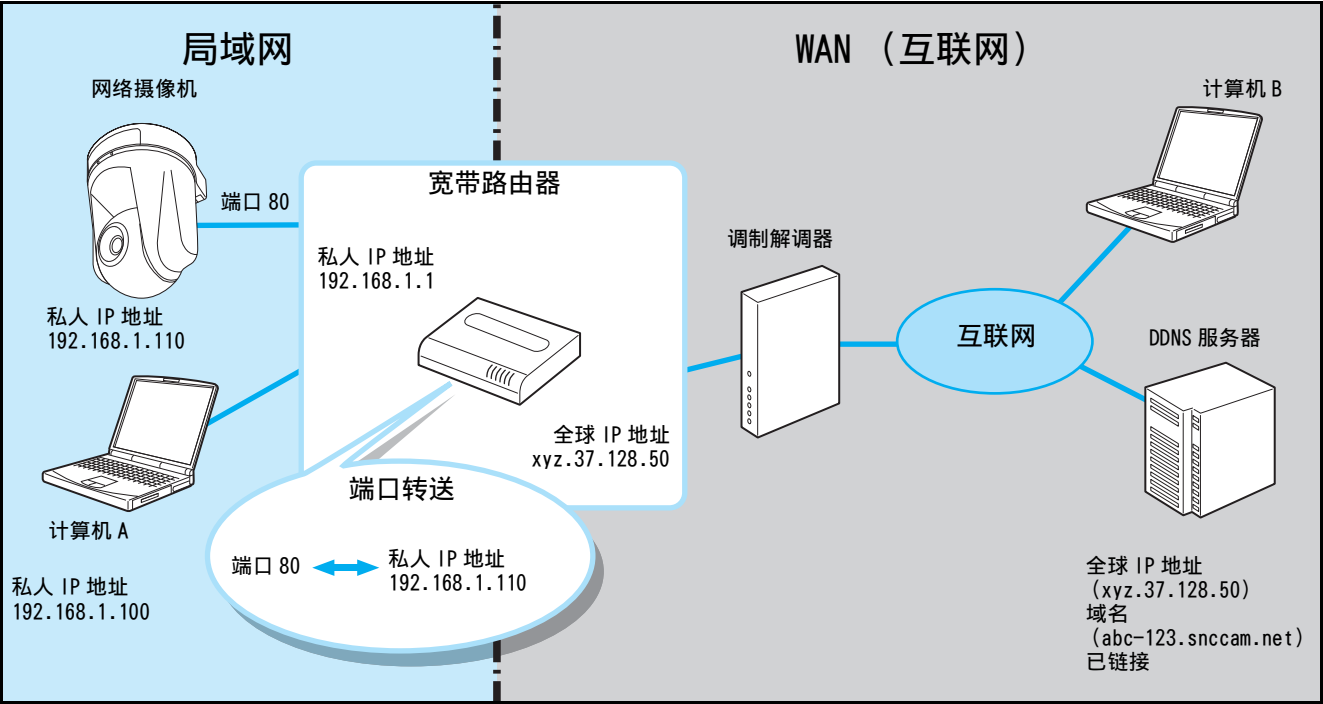 局域网
WAN （互联网）
网络摄像机
端口 80
私人 IP 地址
192.168.1.110
计算机 A
私人 IP 地址
192.168.1.100
宽带路由器
私人 IP 地址
192.168.1.1
全球 IP 地址
xyz.37.128.50
端口转送
端口 80
私人 IP 地址
192.168.1.110
调制解调器
互联网
计算机 B
DDNS 服务器
全球 IP 地址
（xyz.37.128.50）
域名
（abc-123.snccam.net）
已链接